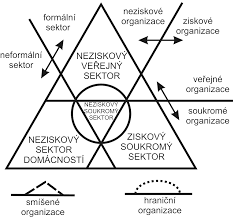 formální
sektor
neziskové
organizace
ziskové
organizace
neformální
sektor
NEZISKOVÝ
VEŘEJNÝ
SEKTOR
veřejné
organizace
NEZISKOVÝ
SOUKROMÝ
SEKTOR
soukromé
organizace
NEZISKOVÝ
SEKTOR
DOMÁCNOSTÍ
ZISKOVÝ
SOUKROMÝ
SEKTOR
smíšené
organizace
hraniční
organizace